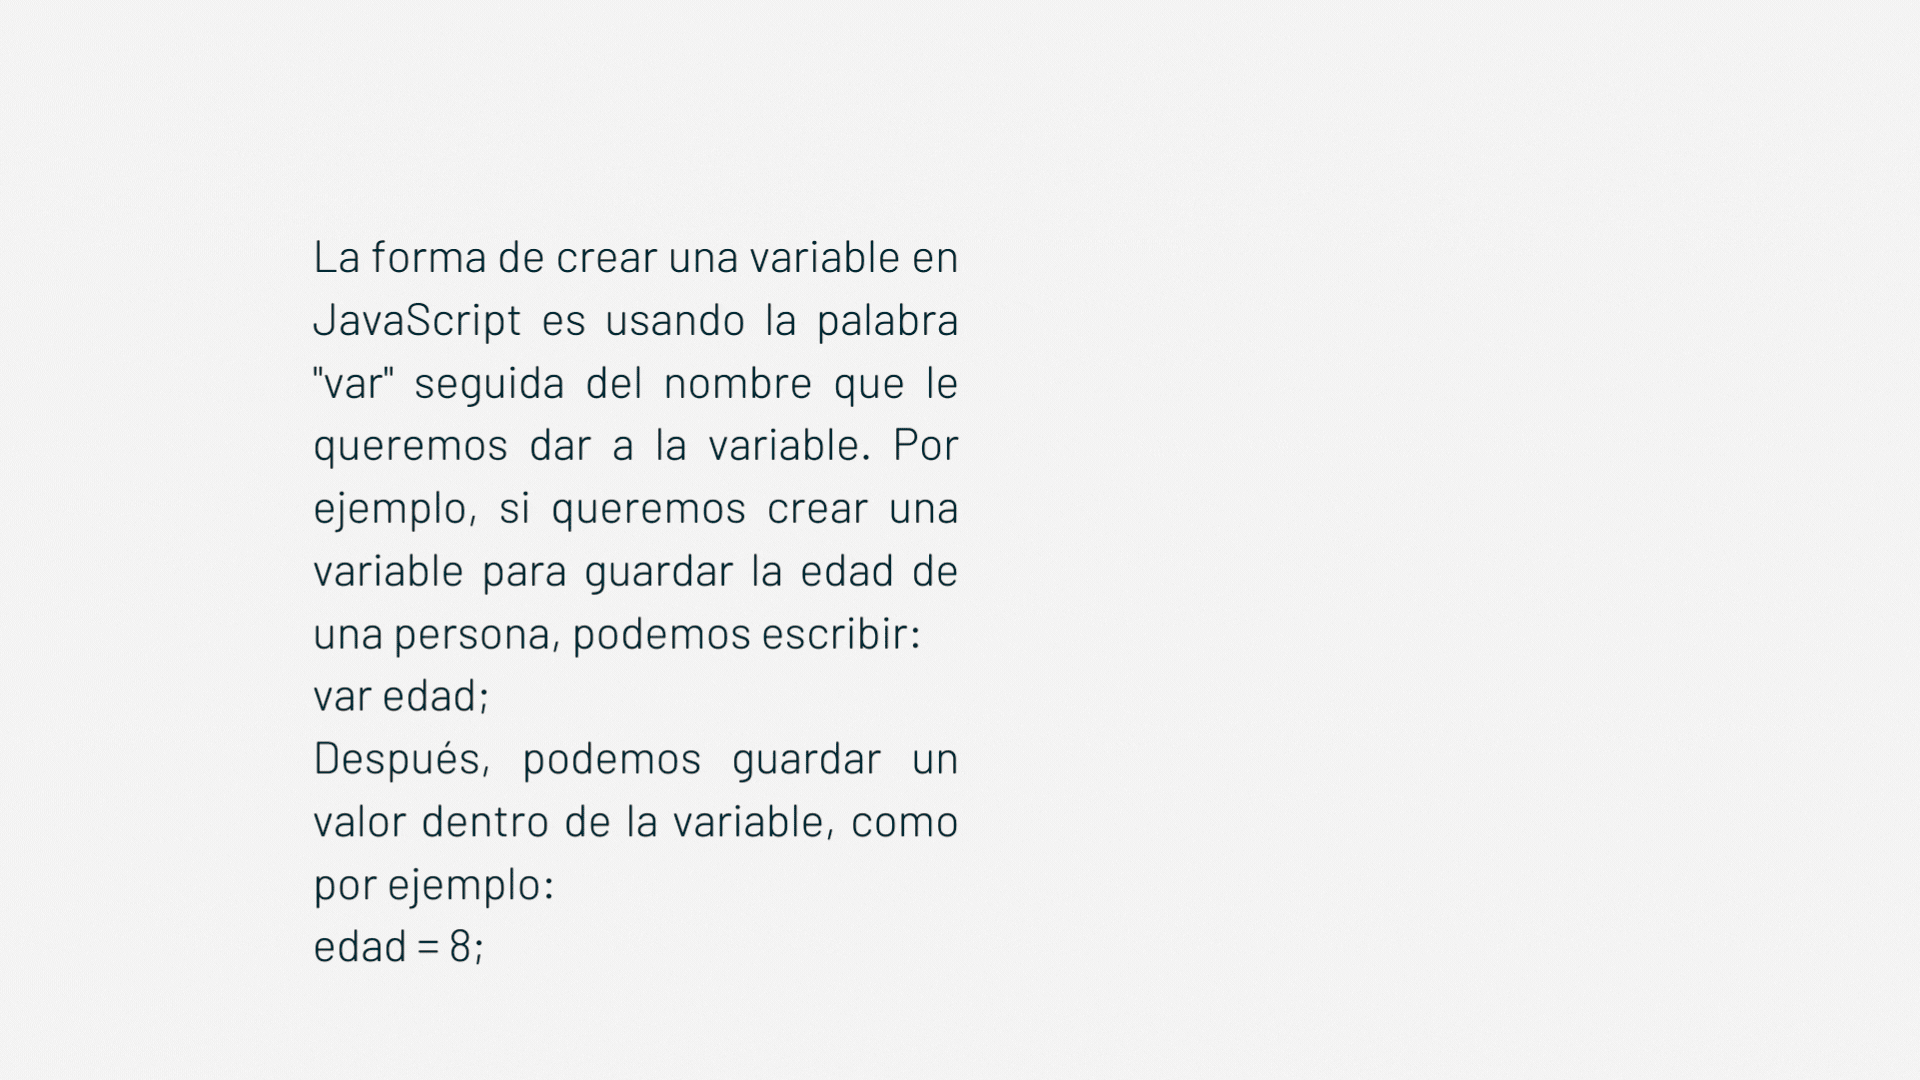 La forma de crear una variable en
JavaScript es usando la palabra
"var" seguida del nombre que le
queremos dar a la variable. Por
ejemplo, si queremos crear una
variable para guardar la edad de
una persona, podemos escribir:
var edad;
Después, podemos guardar un
valor dentro de la variable, como
por ejemplo:
edad = 8;